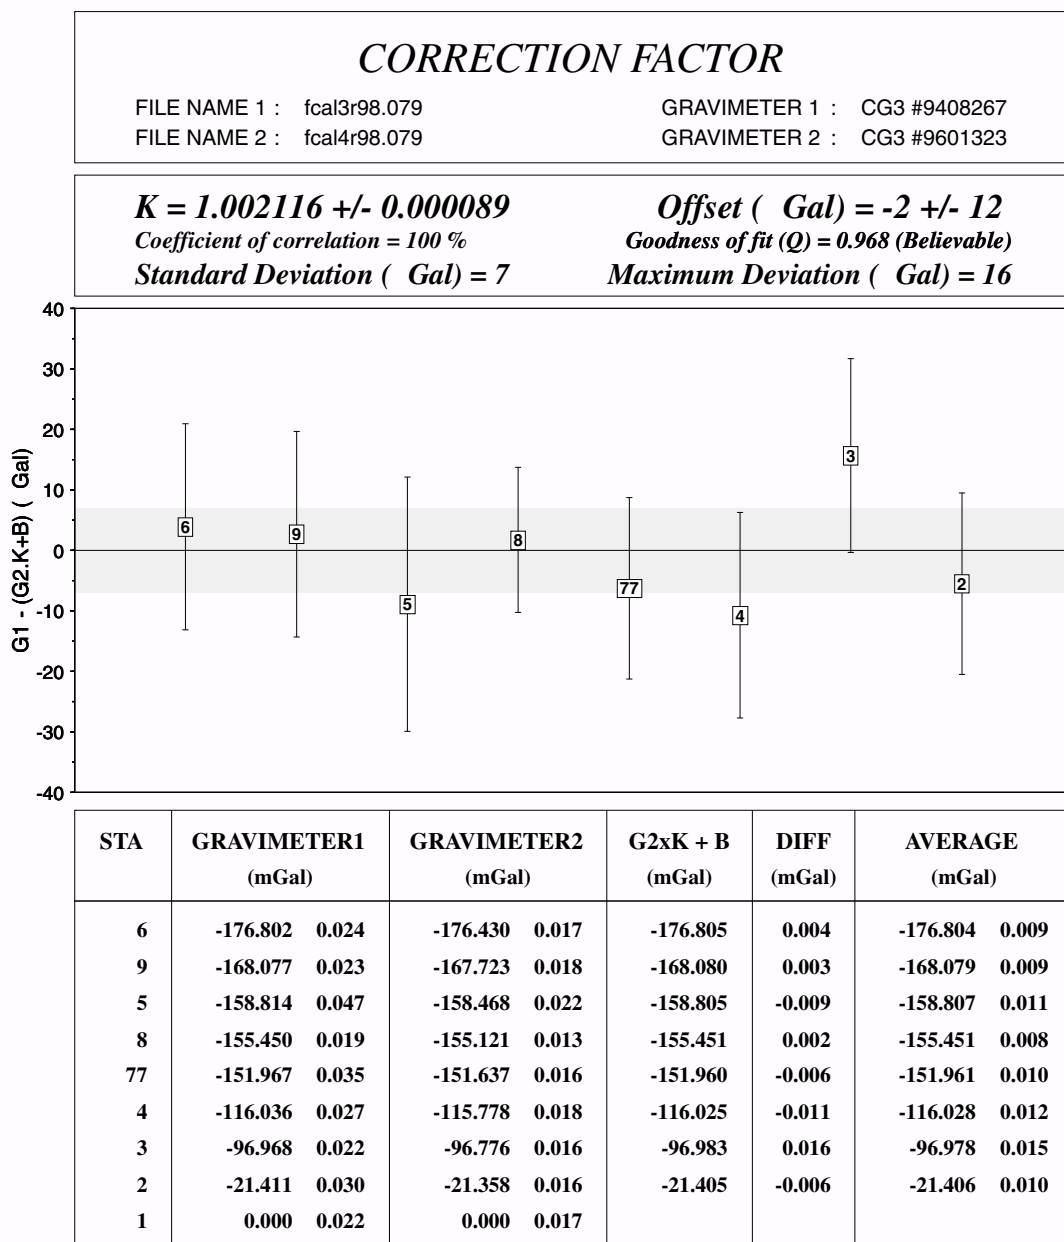 CORRECTION FACTOR
FILE NAME 1 : fcal3r98.079 GRAVIMETER 1 : CG3 #9408267
FILE NAME 2 : fcal4r98.079 GRAVIMETER 2 : CG3 #9601323
K = 1.002116 +/- 0.000089 Offset ( Gal) = -2 +/- 12
Coefficient of correlation = 100 % Goodness of fit (Q) = 0.968 (Believable)
Standard Deviation ( Gal) = 7 Maximum Deviation ( Gal) = 16
G1 - (G2.K+B) ( Gal)
40
30
20
10
0
-10
-20
-30
-40
6
9
5
8
77
4
3
2
STA GRAVIMETER1 GRAVIMETER2 G2xK + B DIFF AVERAGE
(mGal) (mGal) (mGal) (mGal) (mGal)
6 -176.802 0.024 -176.430 0.017 -176.805 0.004 -176.804 0.009
9 -168.077 0.023 -167.723 0.018 -168.080 0.003 -168.079 0.009
5 -158.814 0.047 -158.468 0.022 -158.805 -0.009 -158.807 0.011
8 -155.450 0.019 -155.121 0.013 -155.451 0.002 -155.451 0.008
77 -151.967 0.035 -151.637 0.016 -151.960 -0.006 -151.961 0.010
4 -116.036 0.027 -115.778 0.018 -116.025 -0.011 -116.028 0.012
3 -96.968 0.022 -96.776 0.016 -96.983 0.016 -96.978 0.015
2 -21.411 0.030 -21.358 0.016 -21.405 -0.006 -21.406 0.010
1 0.000 0.022 0.000 0.017